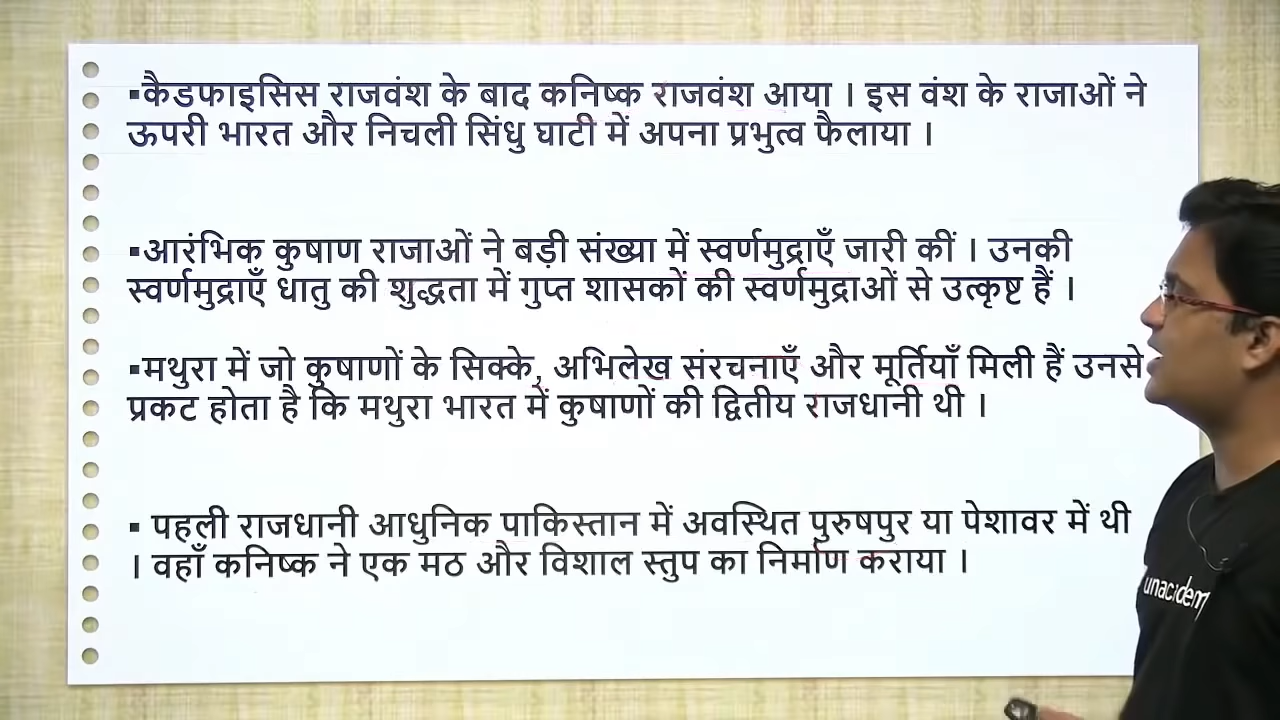 ▪कैडफाइसिस राजवंश के बाद कनिष्क राजवंश आया । इस वंश के राजाओं ने
ऊपरी भारत और निचली सिंधु घाटी में अपना प्रभुत्व फैलाया ।
▪आरंभिक कुषाण राजाओं ने बड़ी संख्या में स्वर्णमुद्राएँ जारी कीं । उनकी
स्वर्णमुद्राएँ धातु की शुद्धता में गुप्त शासकों की स्वर्णमुद्राओं से उत्कृष्ट हैं ।
▪मथुरा में जो कुषाणों के सिक्के, अभिलेख संरचनाएँ और मूर्तियाँ मिली हैं उनसे
प्रकट होता है कि मथुरा भारत में कुषाणों की द्वितीय राजधानी थी ।
▪ पहली राजधानी आधुनिक पाकिस्तान में अवस्थित पुरुषपुर या पेशावर में थी
। वहाँ कनिष्क ने एक मठ और विशाल स्तुप का निर्माण कराया ।
unacademy